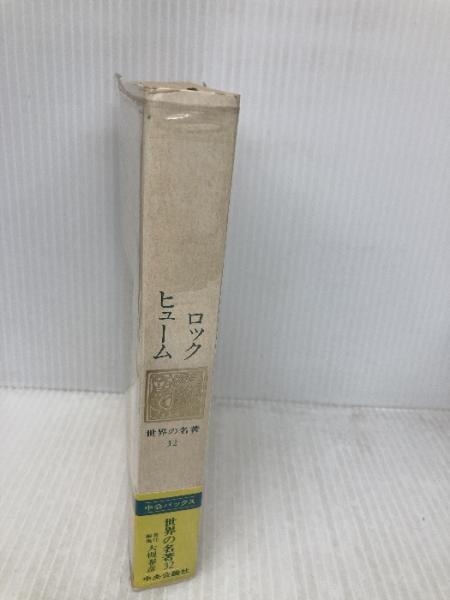 ロック
ヒューム
世界の名著
32
中公バックス
世界の名著32
責任
編集
大槻春彦
中央公論社